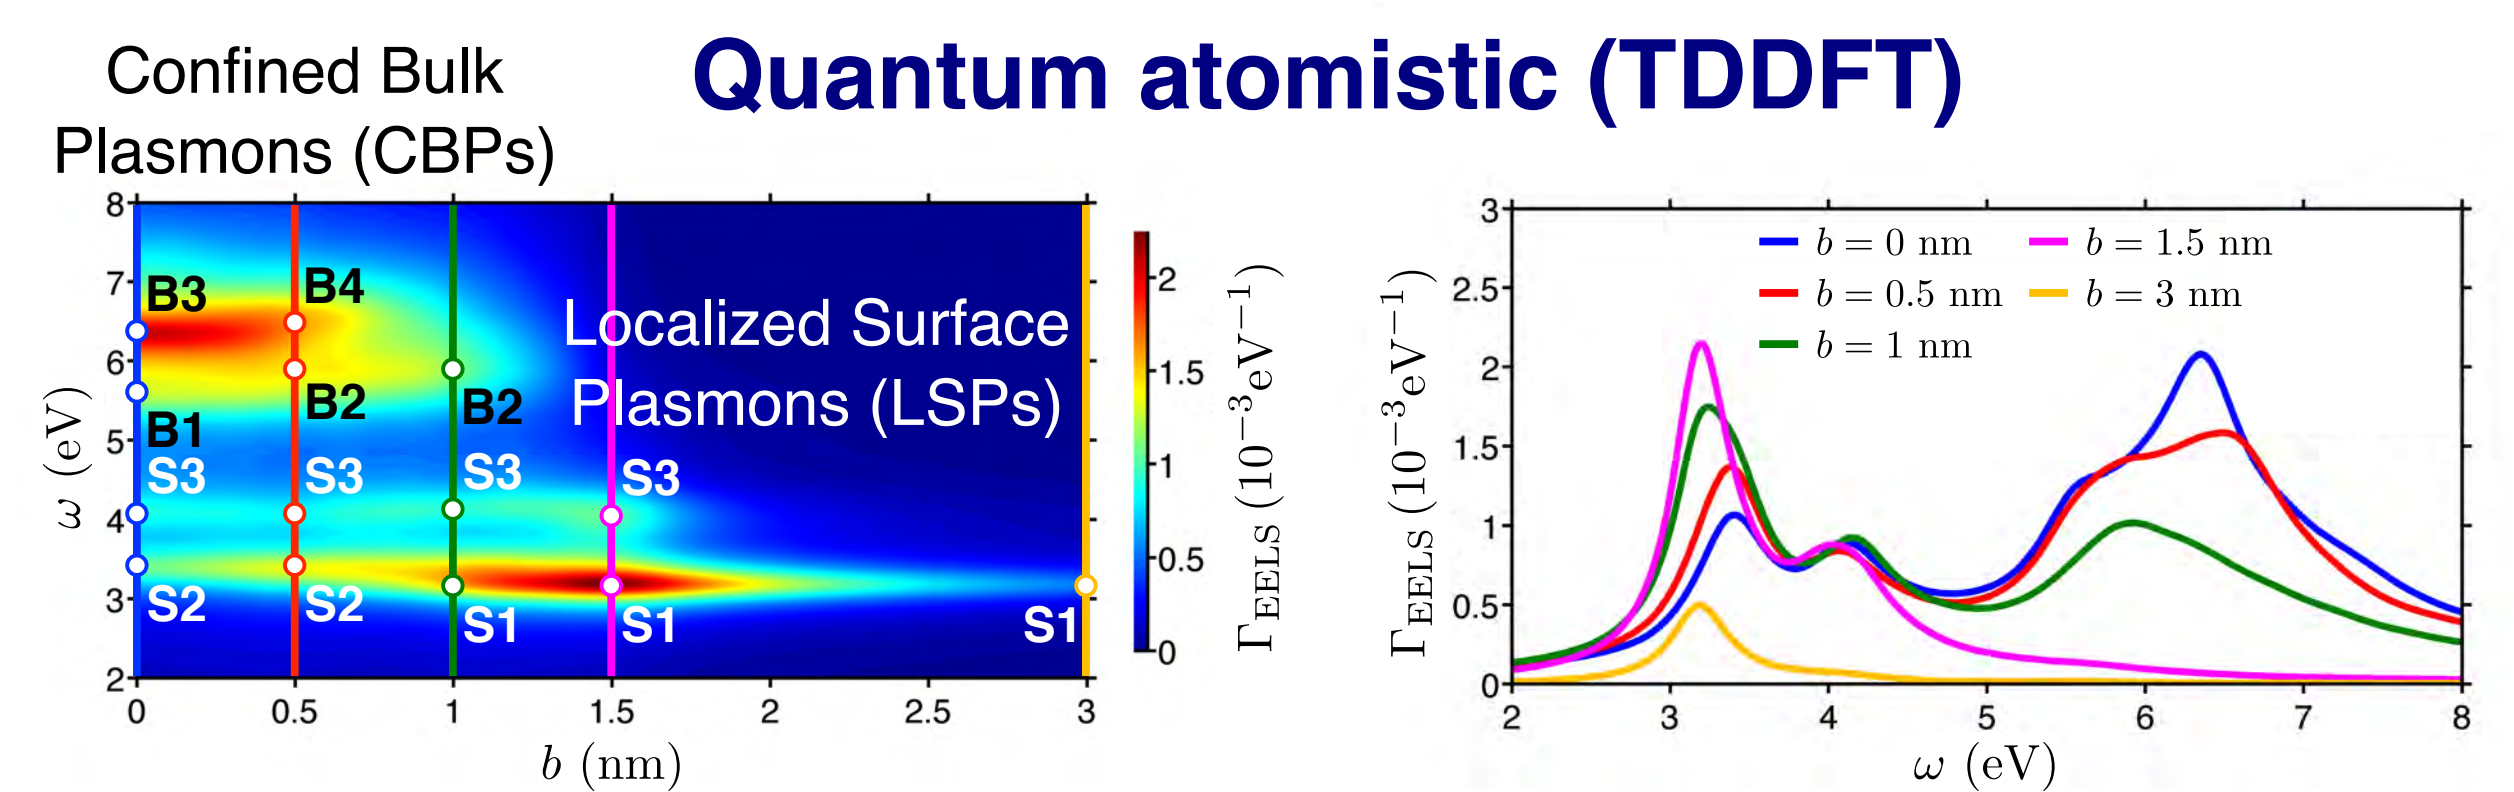 Confined Bulk
Plasmons (CBPs)
Quantum atomistic (TDDFT)
8
7
6
5
4
3
2
ω (eV)
B3
B4
B1
B2
B2
S3
S3
S3
S3
S2
S2
S1
S1
S1
Localized Surface
Plasmons (LSPs)
0 0.5 1 1.5 2 2.5 3
b (nm)
2
1.5
1
0.5
0
Γ_EELS (10⁻³eV⁻¹)
3
2.5
2
1.5
1
0.5
0
Γ_EELS (10⁻³eV⁻¹)
b = 0 nm
b = 0.5 nm
b = 1 nm
b = 1.5 nm
b = 3 nm
2 3 4 5 6 7 8
ω (eV)